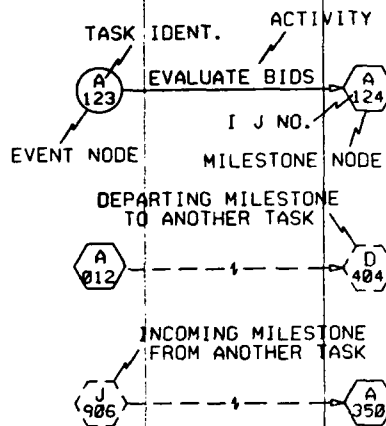 ACTIVITY
TASK IDENT.
A
123
EVALUATE BIDS
A
124
I J NO.
EVENT NODE
MILESTONE NODE
DEPARTING MILESTONE
TO ANOTHER TASK
A
012
D
404
INCOMING MILESTONE
FROM ANOTHER TASK
J
906
A
350